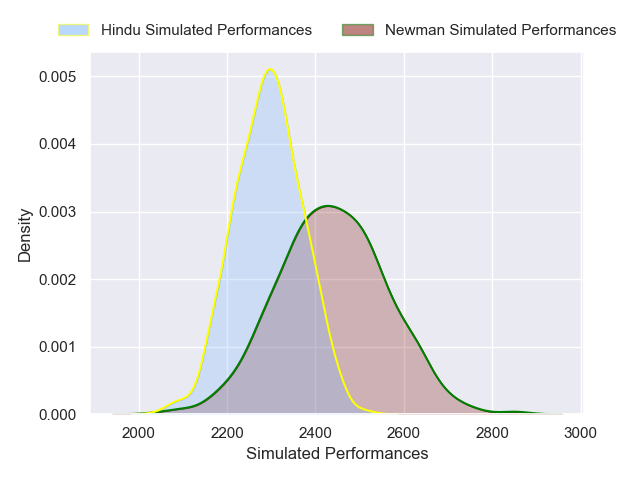 Hindu Simulated Performances
Newman Simulated Performances
0.005
0.004
0.003
0.002
0.001
0.000
Density
2000 2200 2400 2600 2800 3000
Simulated Performances